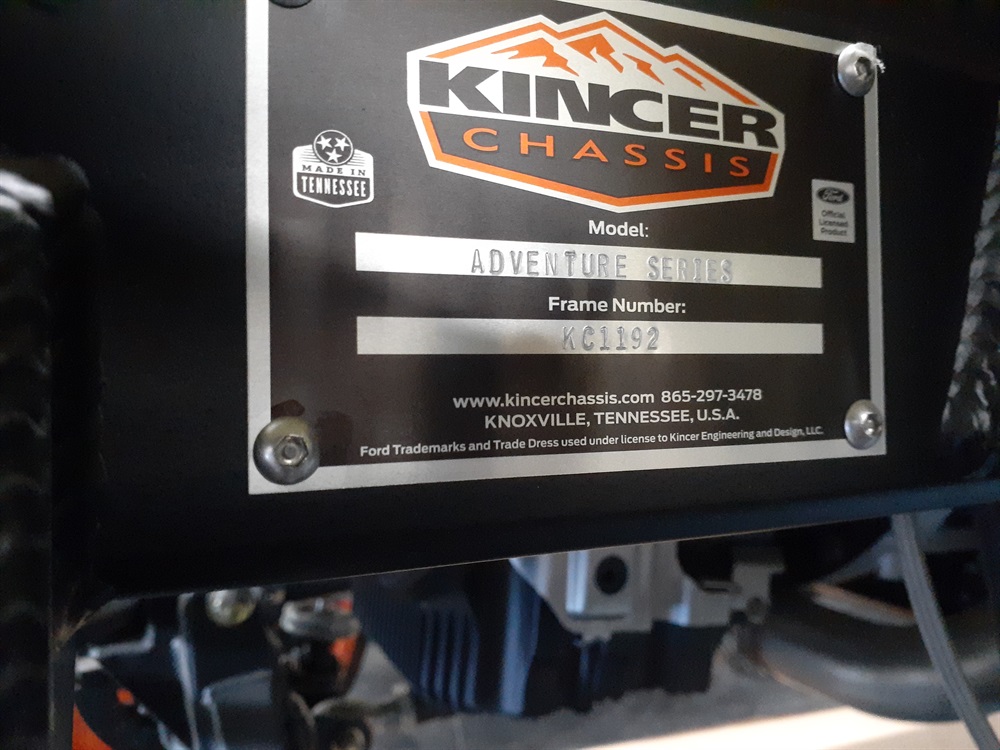 KINCER
CHASSIS
MADE IN
TENNESSEE
Ford
Official
Licensed
Product
Model:
ADVENTURE SERIES
Frame Number:
KC1192
www.kincerchassis.com 865-297-3478
KNOXVILLE, TENNESSEE, U.S.A.
Ford Trademarks and Trade Dress used under license to Kincer Engineering and Design, LLC.